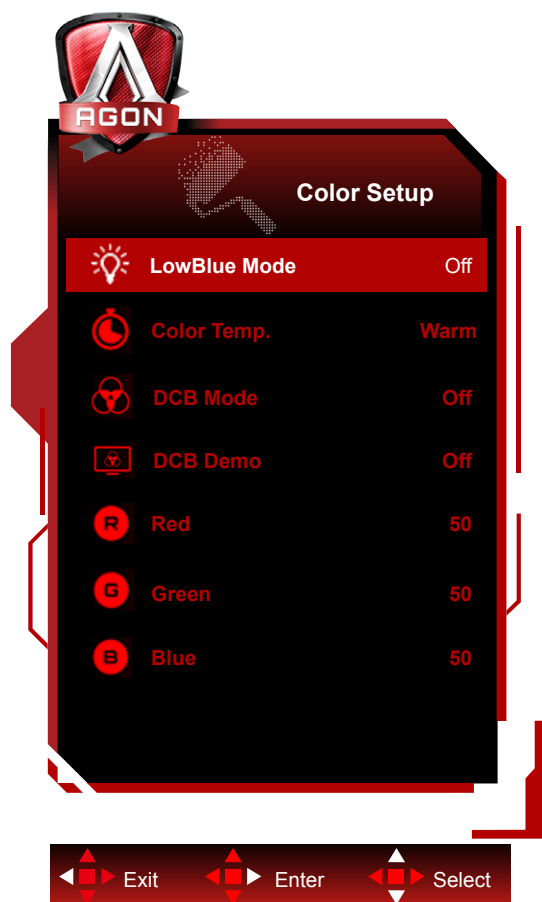 AGON
Color Setup
LowBlue Mode Off
Color Temp. Warm
DCB Mode Off
DCB Demo Off
R Red 50
G Green 50
B Blue 50
Exit Enter Select